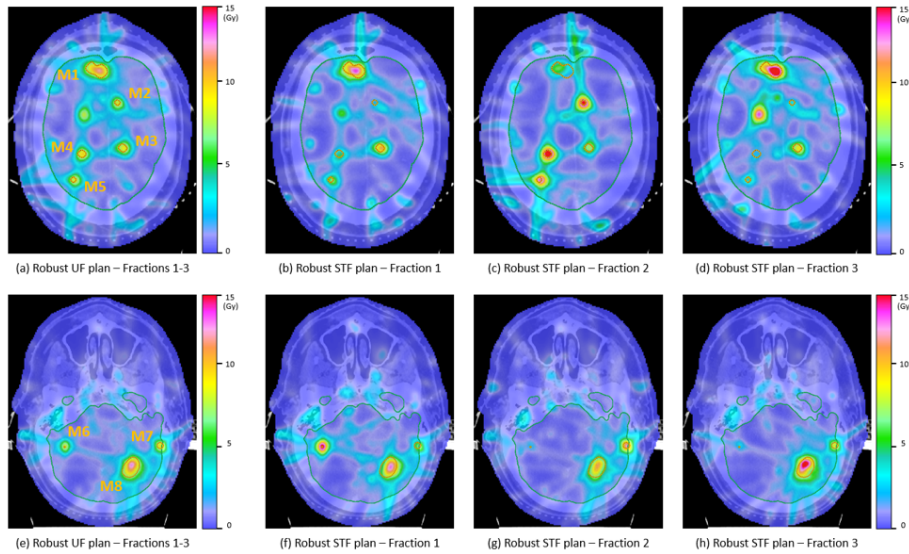 15
(Gy)
10
5
0
M1
M2
M3
M4
M5
15
(Gy)
10
5
0
(a) Robust UF plan – Fractions 1-3
(b) Robust STF plan – Fraction 1
(c) Robust STF plan – Fraction 2
(d) Robust STF plan – Fraction 3
15
(Gy)
10
5
0
M6
M7
M8
15
(Gy)
10
5
0
(e) Robust UF plan – Fractions 1-3
(f) Robust STF plan – Fraction 1
(g) Robust STF plan – Fraction 2
(h) Robust STF plan – Fraction 3